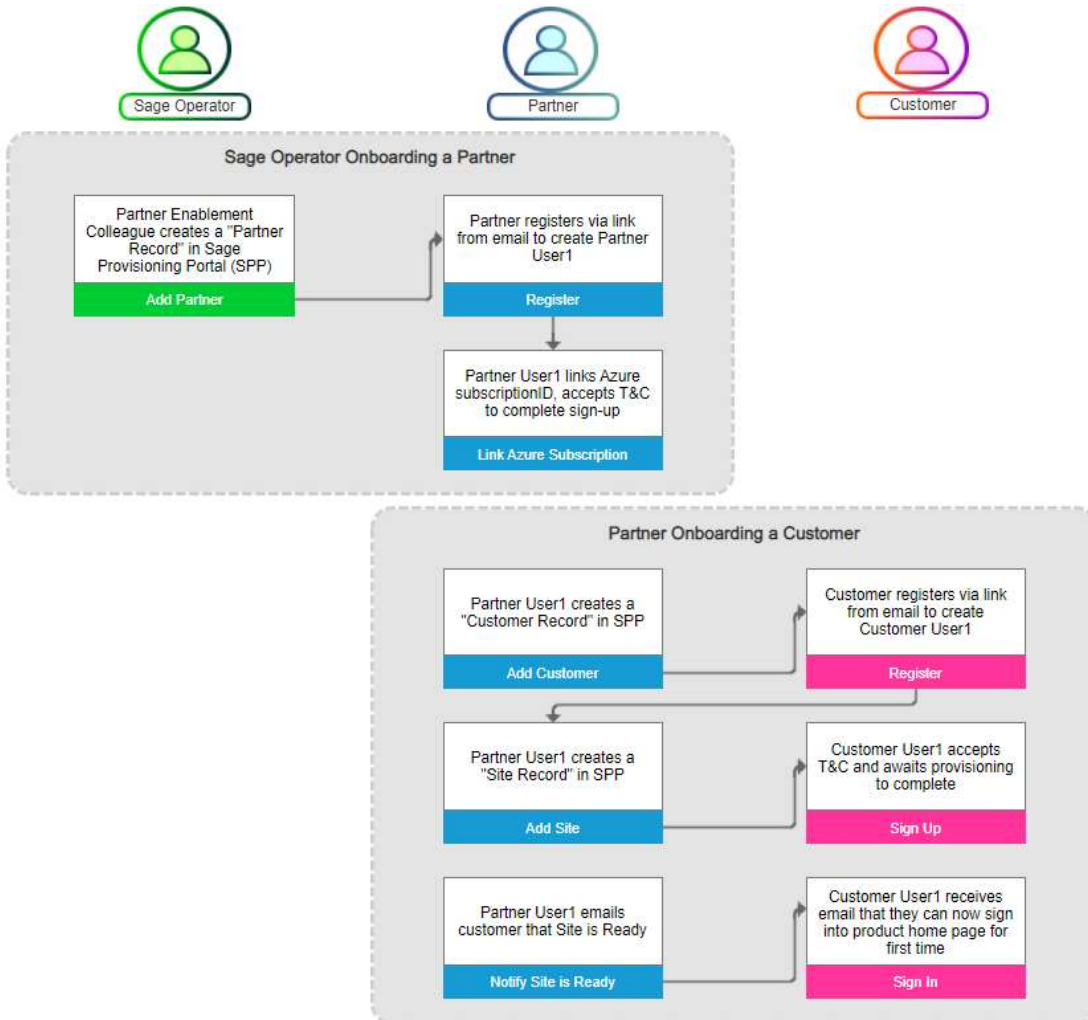 Sage Operator
Partner
Customer
Sage Operator Onboarding a Partner
Partner Enablement
Colleague creates a "Partner
Record" in Sage
Provisioning Portal (SPP)
Add Partner
Partner registers via link
from email to create Partner
User1
Register
Partner User1 links Azure
subscriptionID, accepts T&C
to complete sign-up
Link Azure Subscription
Partner Onboarding a Customer
Partner User1 creates a
"Customer Record" in SPP
Add Customer
Customer registers via link
from email to create
Customer User1
Register
Partner User1 creates a
"Site Record" in SPP
Add Site
Customer User1 accepts
T&C and awaits provisioning
to complete
Sign Up
Partner User1 emails
customer that Site is Ready
Notify Site is Ready
Customer User1 receives
email that they can now sign
into product home page for
first time
Sign In